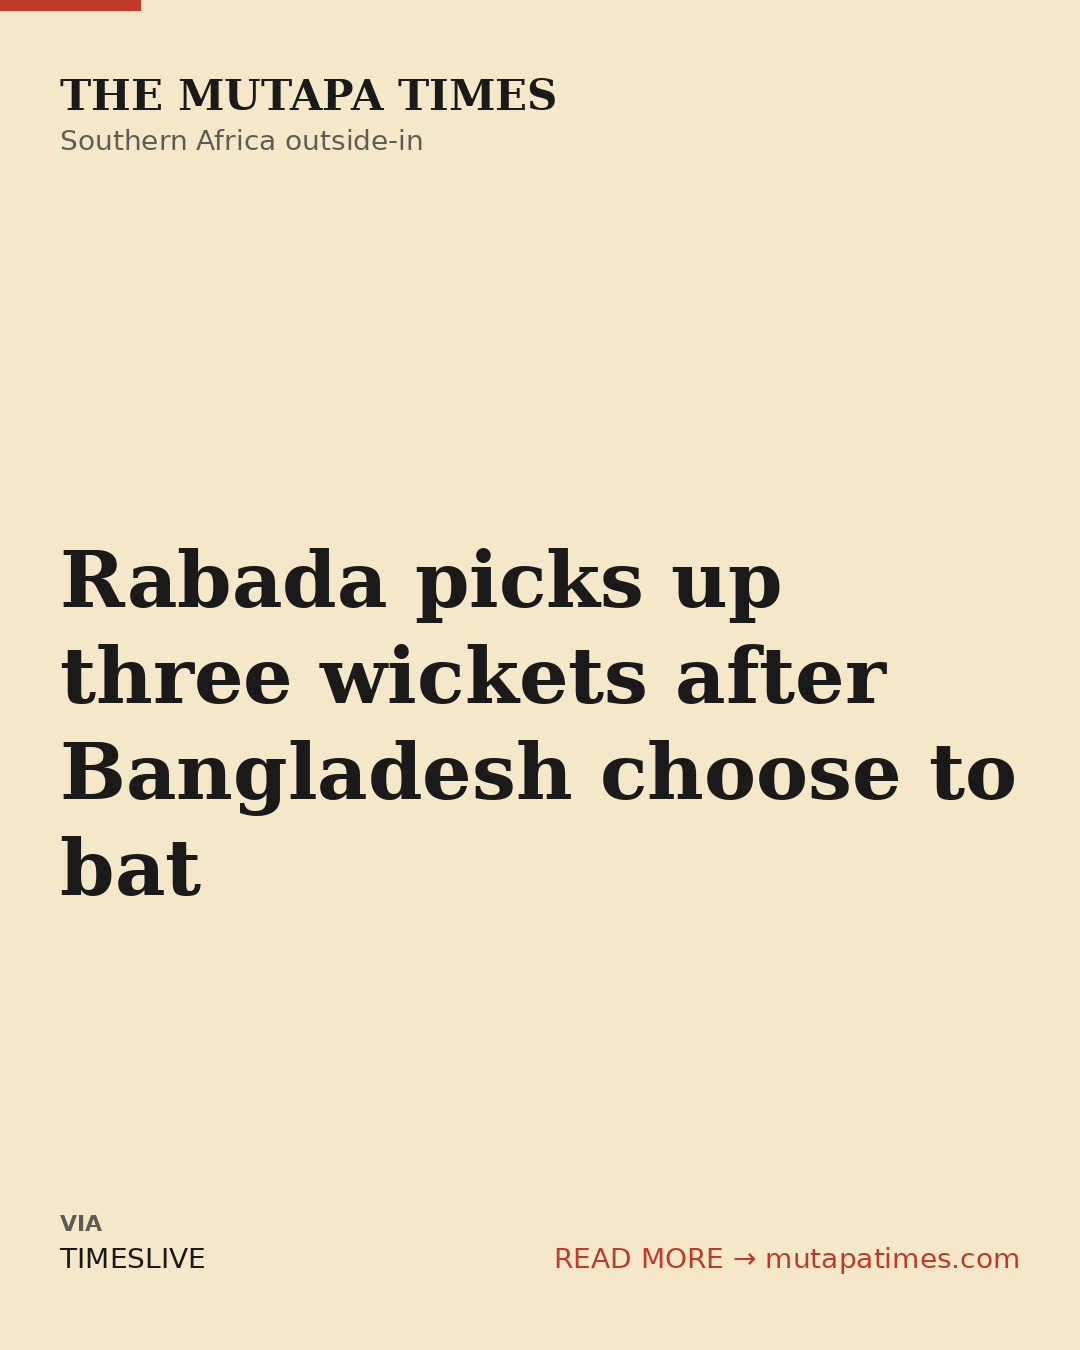 THE MUTAPA TIMES
Southern Africa outside-in
Rabada picks up
three wickets after
Bangladesh choose to
bat
VIA
TIMESLIVE
READ MORE → mutapatimes.com